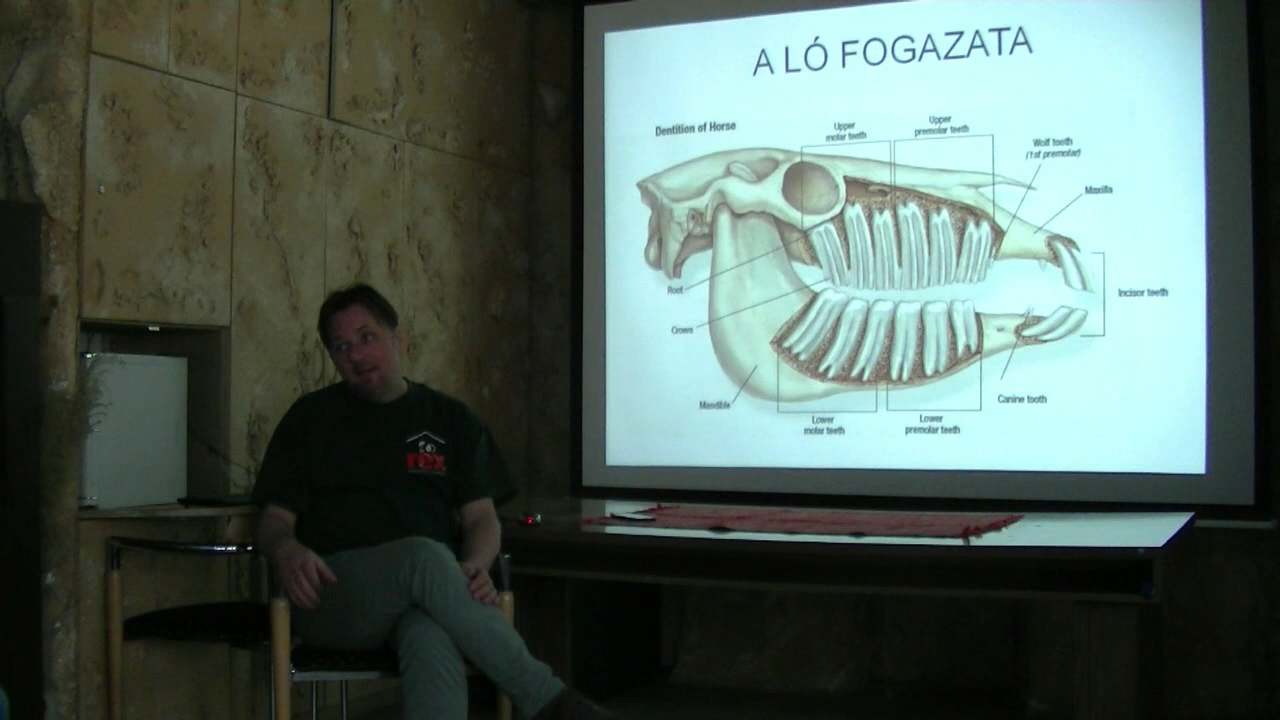 A LÓ FOGAZATA
Dentition of Horse
Upper
molar teeth
Upper
premolar teeth
Wolf tooth
(1st premolar)
Maxilla
Root
Crown
Incisor teeth
Mandible
Canine tooth
Lower
molar teeth
Lower
premolar teeth
rex